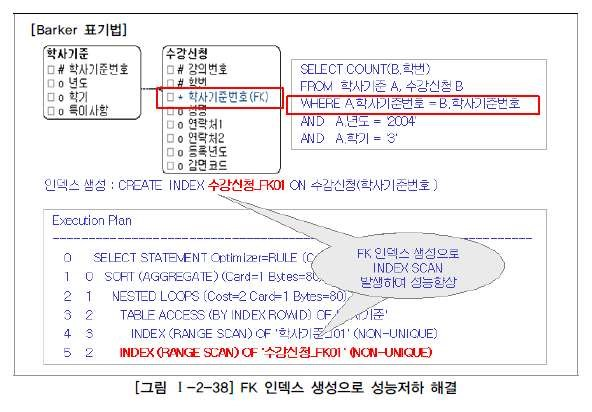 [Barker 표기법]
학사기준
□ # 학사기준번호
□ o 년도
□ o 학기
□ o 특이사항
수강신청
□ # 강의번호
□ # 학번
□ * 학사기준번호(FK)
□ o 성명
□ o 연락처1
□ o 연락처2
□ o 등록년도
□ o 감면코드
SELECT COUNT(B.학번)
FROM 학사기준 A, 수강신청 B
WHERE A.학사기준번호 = B.학사기준번호
AND A.년도 = '2004'
AND A.학기 = '3'
인덱스 생성 : CREATE INDEX 수강신청_FK01 ON 수강신청(학사기준번호)
Execution Plan
0 SELECT STATEMENT Optimizer=RULE (C
1 0 SORT (AGGREGATE) (Card=1 Bytes=80)
2 1 NESTED LOOPS (Cost=2 Card=1 Bytes=80)
3 2 TABLE ACCESS (BY INDEX ROWID) OF '학사기준'
4 3 INDEX (RANGE SCAN) OF '학사기준_I01' (NON-UNIQUE)
5 2 INDEX (RANGE SCAN) OF '수강신청_FK01' (NON-UNIQUE)
FK 인덱스 생성으로
INDEX SCAN
발생하여 성능향상
[그림 Ⅰ-2-38] FK 인덱스 생성으로 성능저하 해결